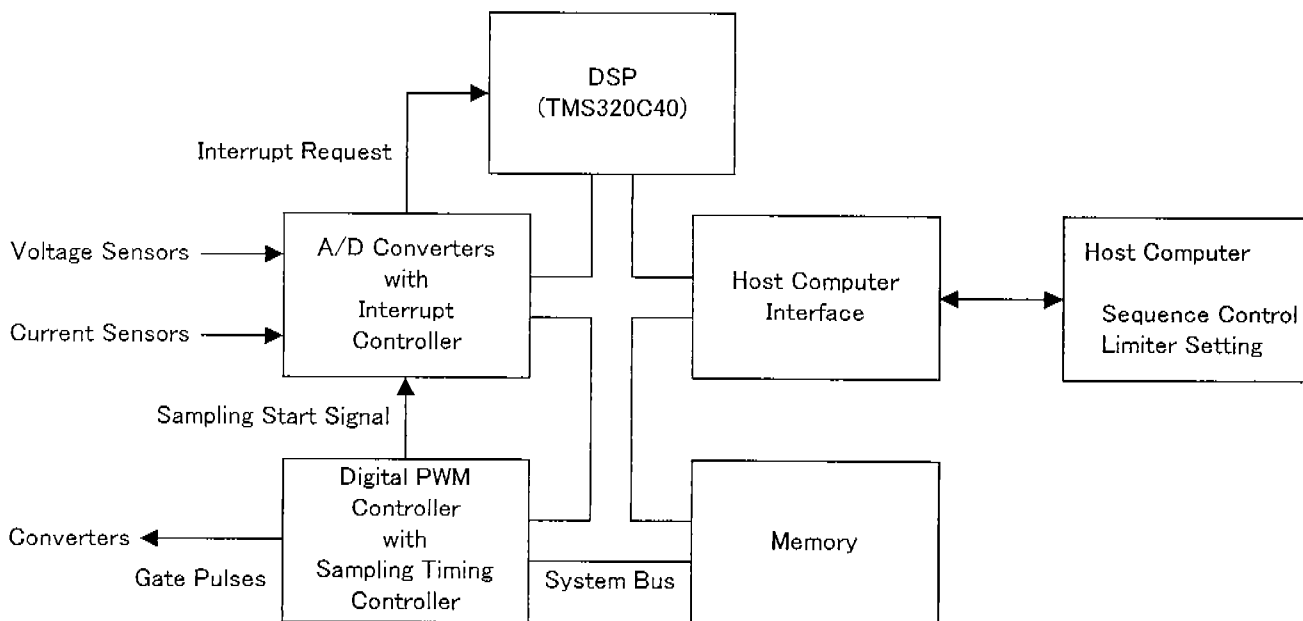 DSP
(TMS320C40)
Interrupt Request
Voltage Sensors
Current Sensors
A/D Converters
with
Interrupt
Controller
Host Computer
Interface
Host Computer
Sequence Control
Limiter Setting
Sampling Start Signal
Digital PWM
Controller
with
Sampling Timing
Controller
Converters
Gate Pulses
System Bus
Memory